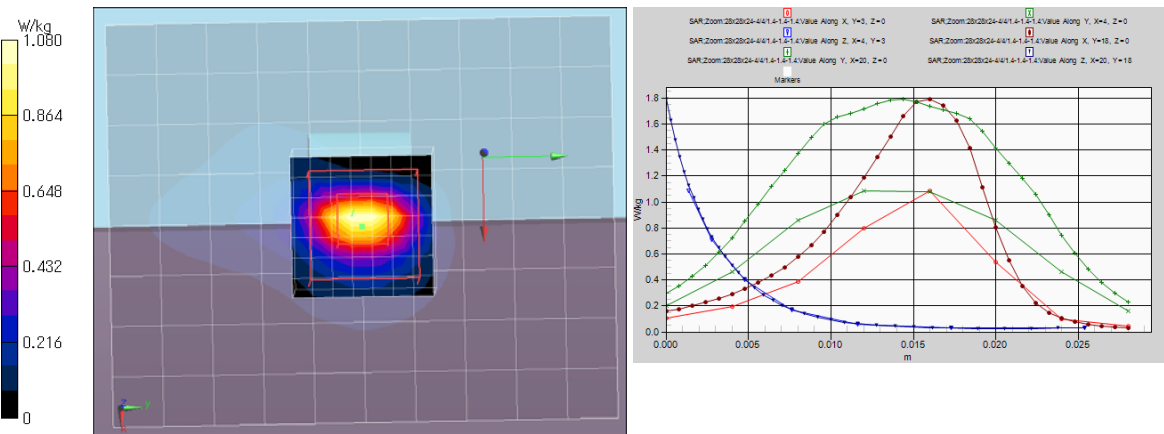 W/kg
1.080
0.864
0.648
0.432
0.216
0
z
y
SAR;Zoom:28x28x24-4/4/1.4-1.4-1.4:Value Along X, Y=3, Z=0
SAR;Zoom:28x28x24-4/4/1.4-1.4-1.4:Value Along Y, X=4, Z=0
SAR;Zoom:28x28x24-4/4/1.4-1.4-1.4:Value Along Z, X=4, Y=3
SAR;Zoom:28x28x24-4/4/1.4-1.4-1.4:Value Along X, Y=18, Z=0
SAR;Zoom:28x28x24-4/4/1.4-1.4-1.4:Value Along Y, X=20, Z=0
SAR;Zoom:28x28x24-4/4/1.4-1.4-1.4:Value Along Z, X=20, Y=18
Markers
1.8
1.6
1.4
1.2
1.0
0.8
0.6
0.4
0.2
0.0
W/kg
0.000
0.005
0.010
0.015
0.020
0.025
m